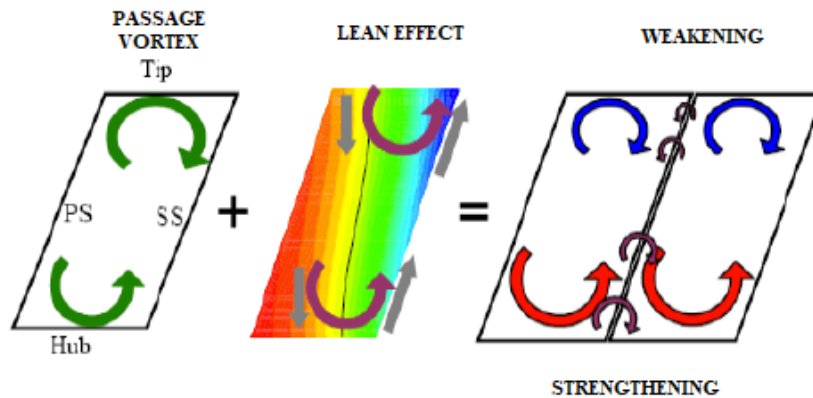 PASSAGE
VORTEX
LEAN EFFECT
WEAKENING
Tip
PS
SS
Hub
STRENGTHENING